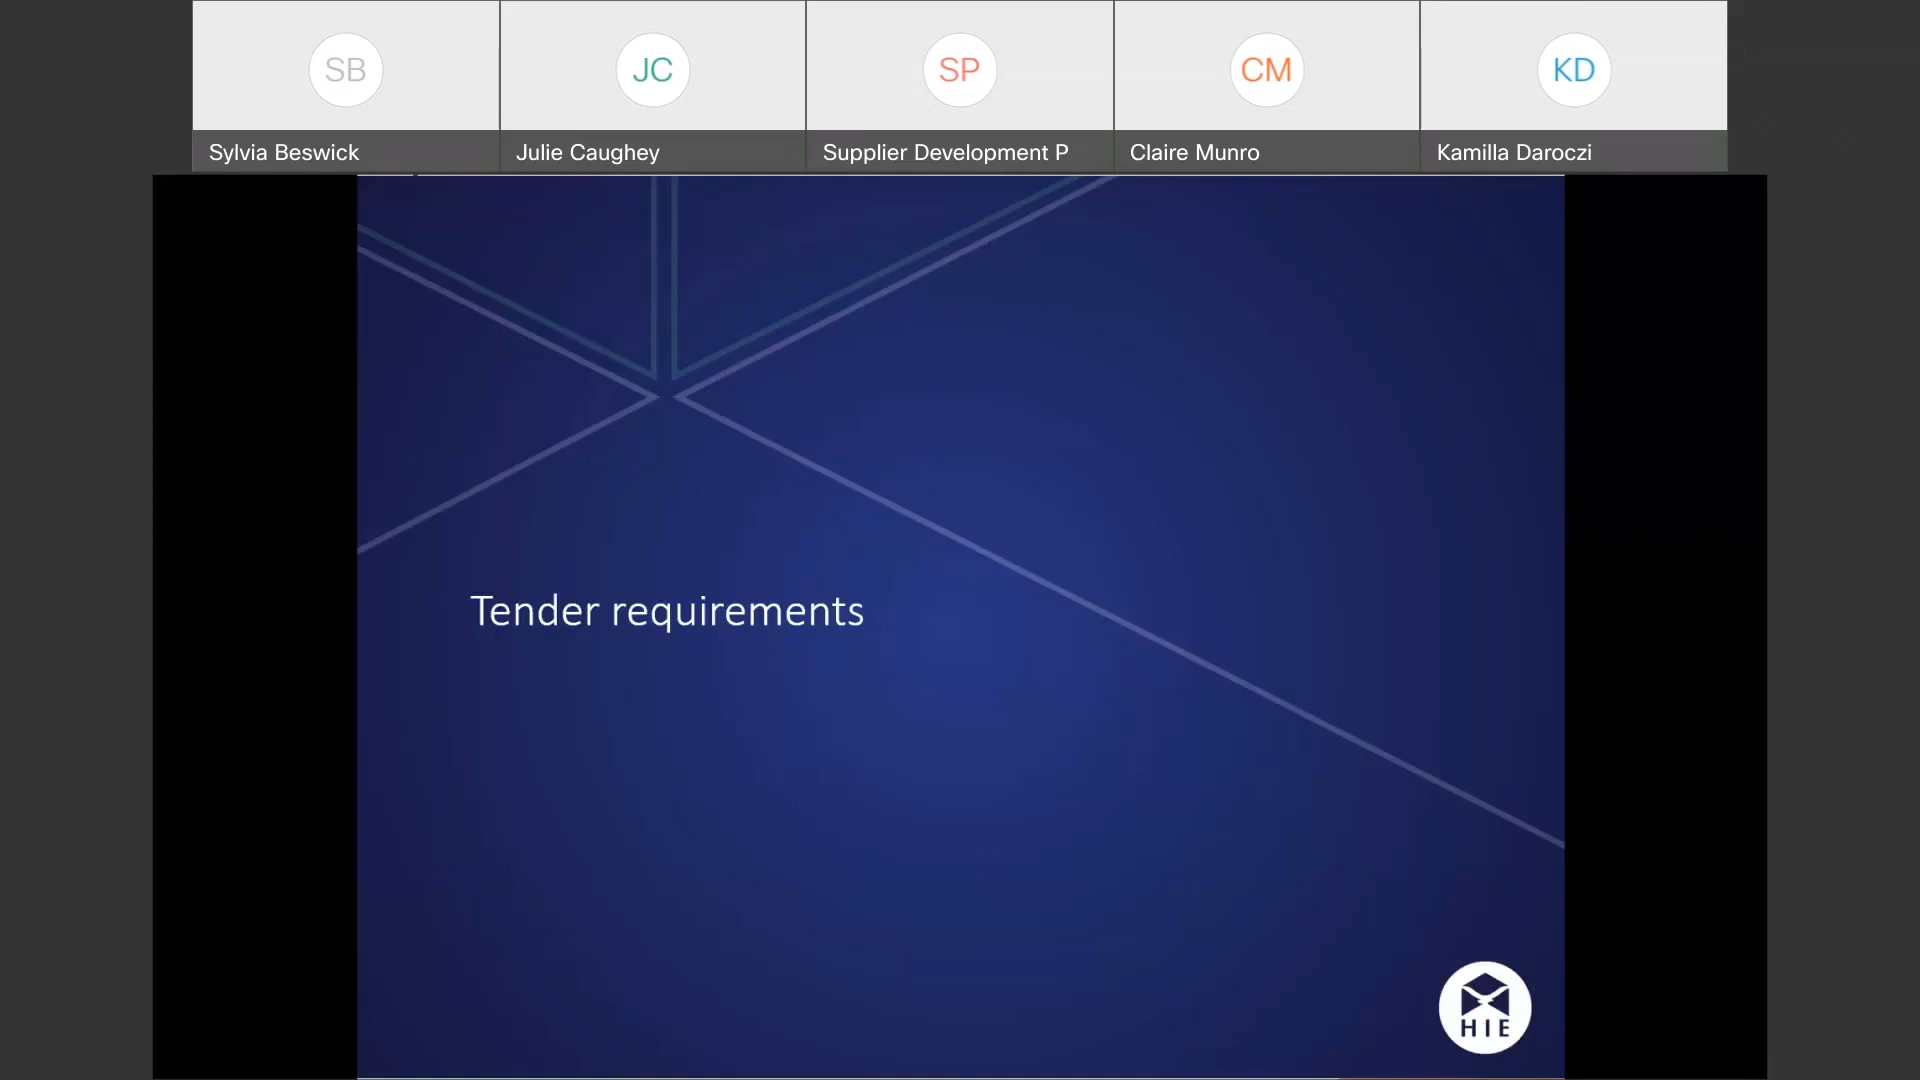 SB
JC
SP
CM
KD
Sylvia Beswick
Julie Caughey
Supplier Development P
Claire Munro
Kamilla Daroczi
Tender requirements
HIE